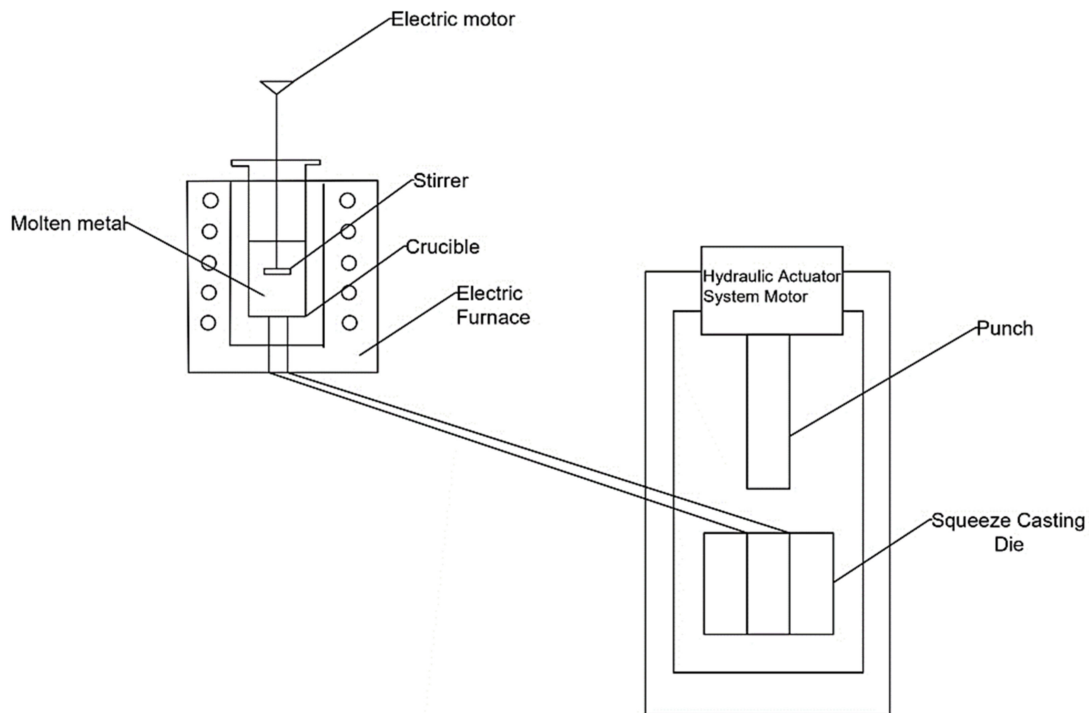 Electric motor
Stirrer
Molten metal
Crucible
Electric
Furnace
Hydraulic Actuator
System Motor
Punch
Squeeze Casting
Die